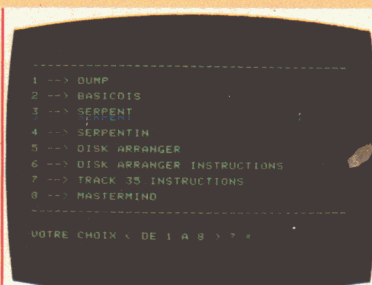 1 --> DUMP
2 --> BASICOIS
3 --> SERPENT
4 --> SERPENTIN
5 --> DISK ARRANGER
6 --> DISK ARRANGER INSTRUCTIONS
7 --> TRACK 35 INSTRUCTIONS
8 --> MASTERMIND
VOTRE CHOIX < DE 1 A 8 > ?